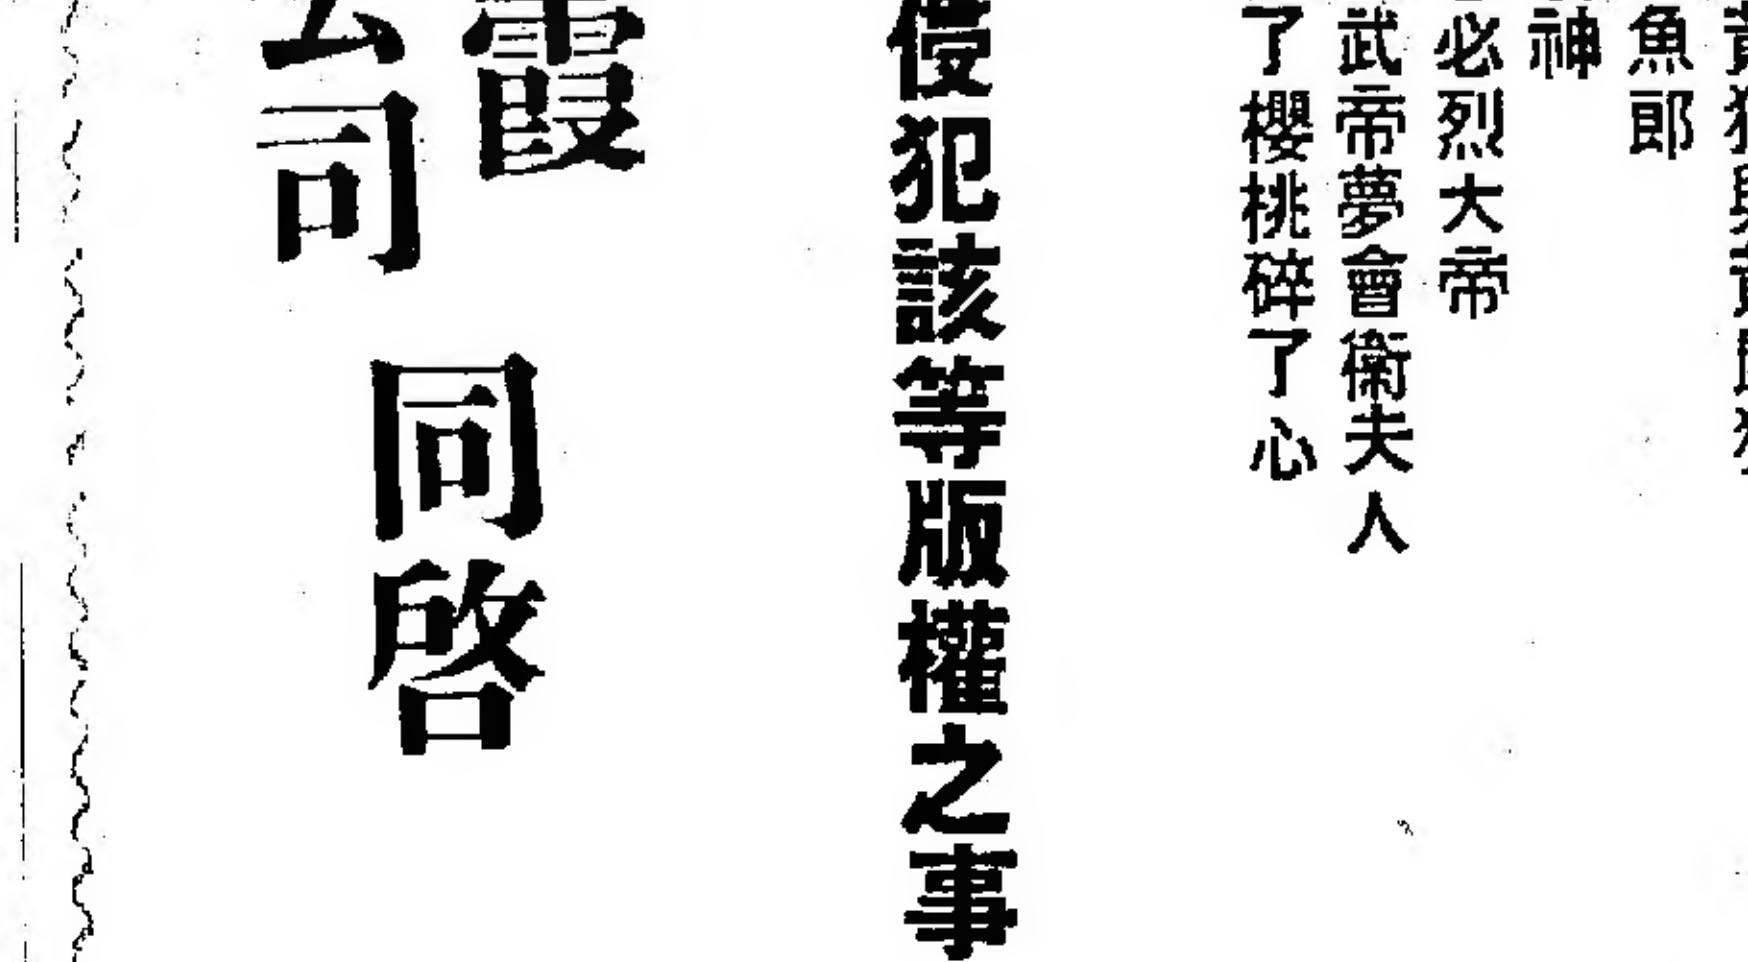 魚郎
神
必烈大帝
武帝夢會衛夫人
了櫻桃碎了心
侵犯該等版權之事
霞
公司
同啓